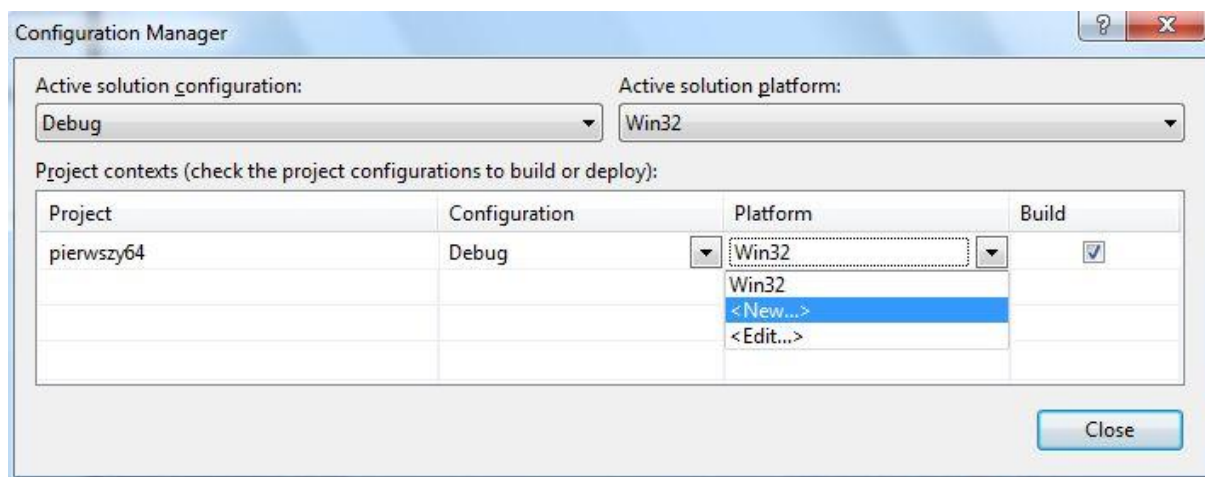 Configuration Manager
Active solution configuration: Active solution platform:
Debug Win32
Project contexts (check the project configurations to build or deploy):
Project Configuration Platform Build
pierwszy64 Debug Win32
Win32
<New...>
<Edit...>
Close